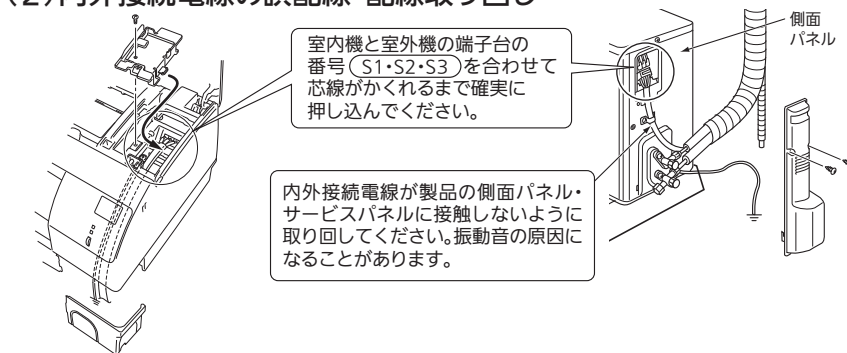 (2)内外接続電線の誤配線・配線取り回し
室内機と室外機の端子台の
番号(S1・S2・S3)を合わせて
芯線がかくれるまで確実に
押し込んでください。
側面
パネル
内外接続電線が製品の側面パネル・
サービスパネルに接触しないように
取り回してください。振動音の原因に
なることがあります。